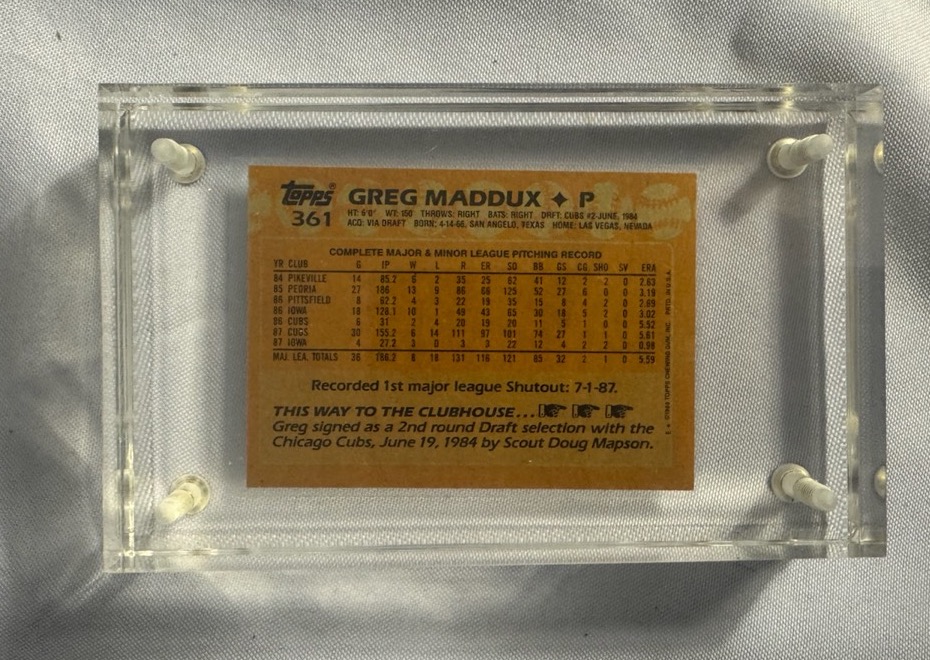 Topps® GREG MADDUX ✦ P
361 HT: 6'0" WT: 150 THROWS: RIGHT BATS: RIGHT DRFT: CUBS #2-JUNE, 1984
ACQ: VIA DRAFT BORN: 4-14-66, SAN ANGELO, TEXAS HOME: LAS VEGAS, NEVADA
COMPLETE MAJOR & MINOR LEAGUE PITCHING RECORD
YR CLUB G IP W L R ER SO BB GS CG SHO SV ERA
84 PIKEVILLE 14 85.2 6 2 35 25 62 41 12 2 2 0 2.63
85 PEORIA 27 186 13 9 86 66 125 52 27 6 0 0 3.19
86 PITTSFIELD 8 62.2 4 3 22 19 35 15 8 4 2 0 2.69
86 IOWA 18 128.1 10 1 49 43 65 30 18 5 2 0 3.02
86 CUBS 6 31 2 4 20 19 20 11 5 1 0 0 5.52
87 CUBS 30 155.2 6 14 111 97 101 74 27 1 1 0 5.61
87 IOWA 4 27.2 3 0 3 3 22 12 4 2 2 0 0.98
MAJ. LEA. TOTALS 36 186.2 8 18 131 116 121 85 32 2 1 0 5.59
Recorded 1st major league Shutout: 7-1-87.
THIS WAY TO THE CLUBHOUSE...
Greg signed as a 2nd round Draft selection with the
Chicago Cubs, June 19, 1984 by Scout Doug Mapson.
TOPPS CHEWING GUM, INC. PRTD. IN U.S.A.